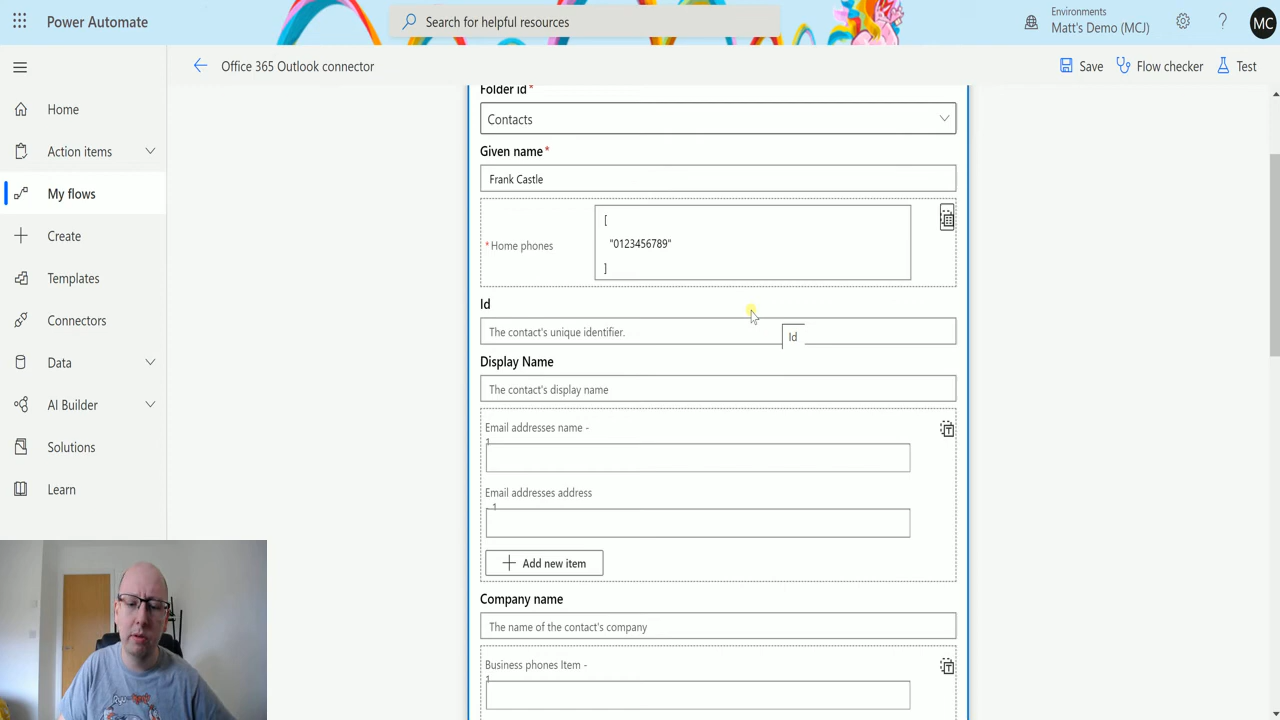 Power Automate
Search for helpful resources
Environments
Matt's Demo (MCJ)
?
MC
Office 365 Outlook connector
Save
Flow checker
Test
Home
Action items
My flows
Create
Templates
Connectors
Data
AI Builder
Solutions
Learn
Folder id *
Contacts
Given name *
Frank Castle
* Home phones
[
"0123456789"
]
Id
The contact's unique identifier.
Id
Display Name
The contact's display name
Email addresses name -
1
Email addresses address
- 1
Add new item
Company name
The name of the contact's company
Business phones Item -
1